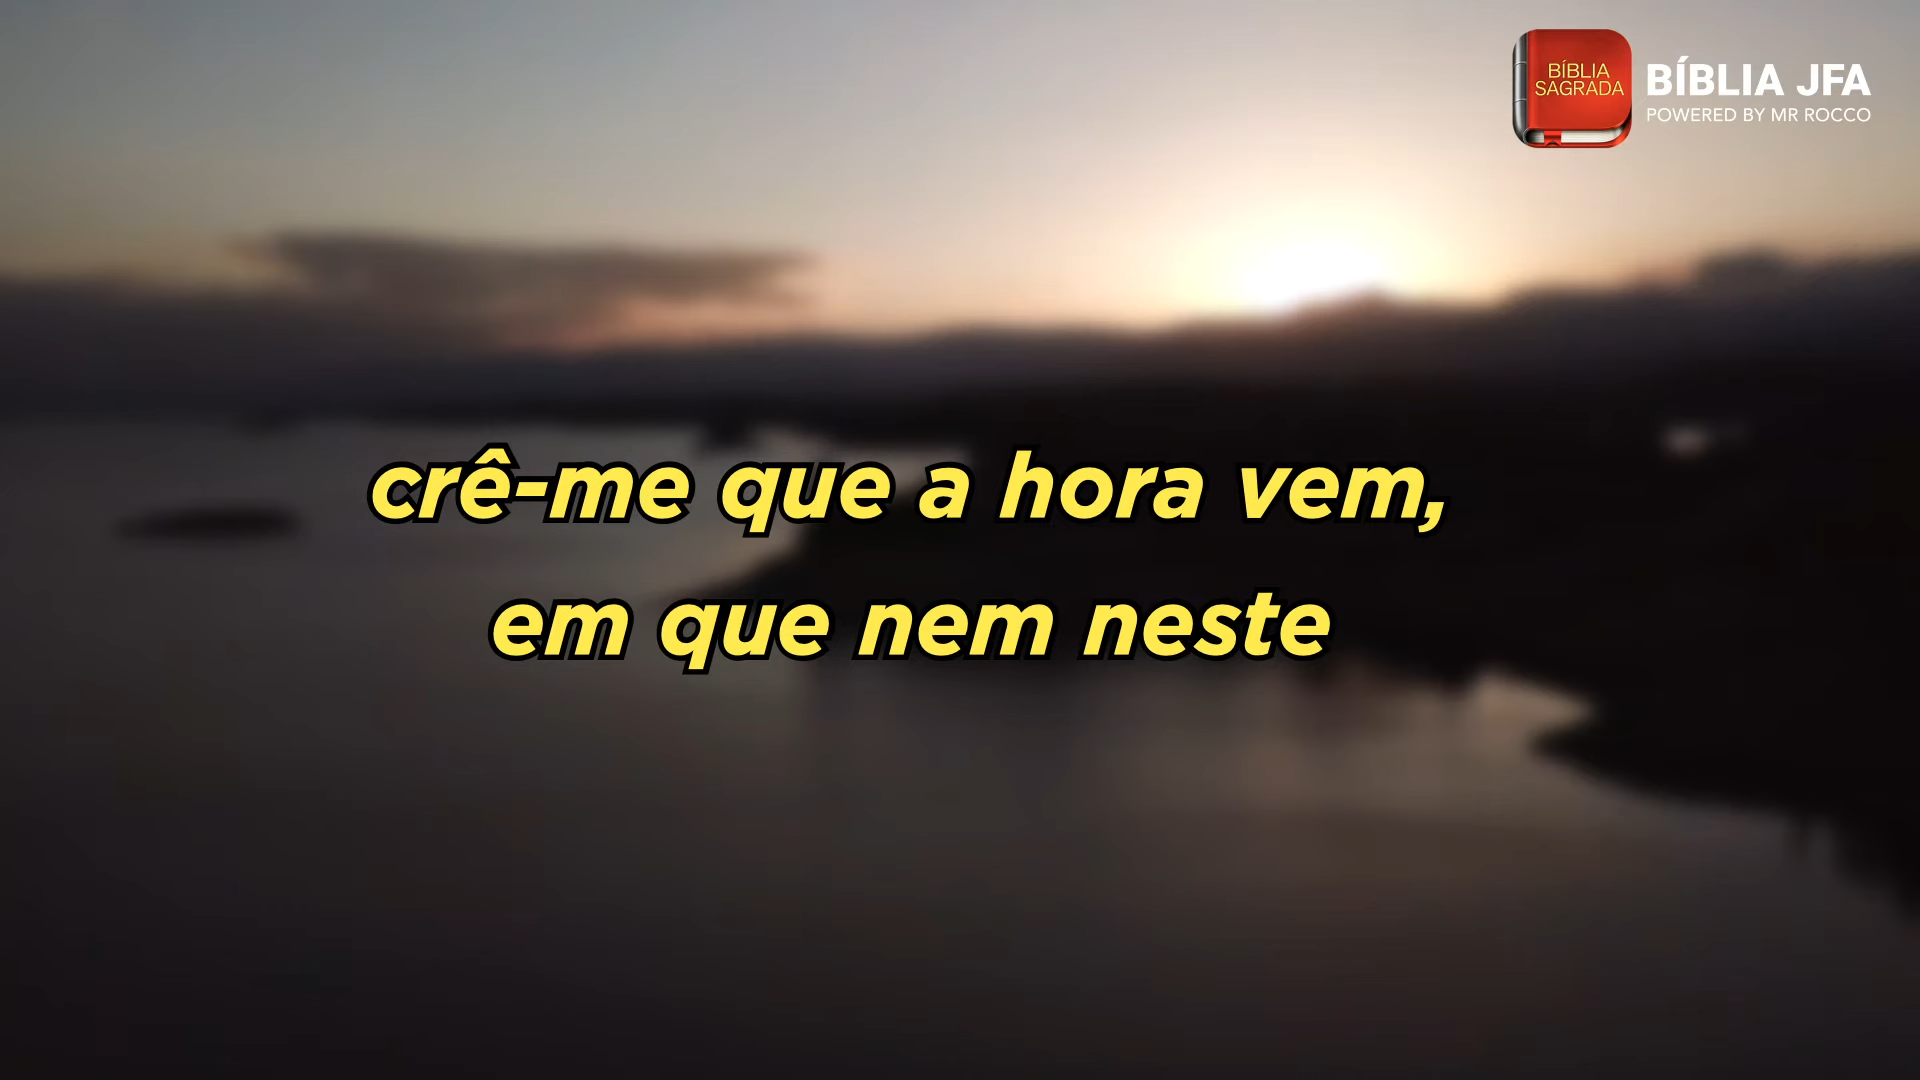 BÍBLIA
SAGRADA
BÍBLIA JFA
POWERED BY MR ROCCO
crê-me que a hora vem,
em que nem neste